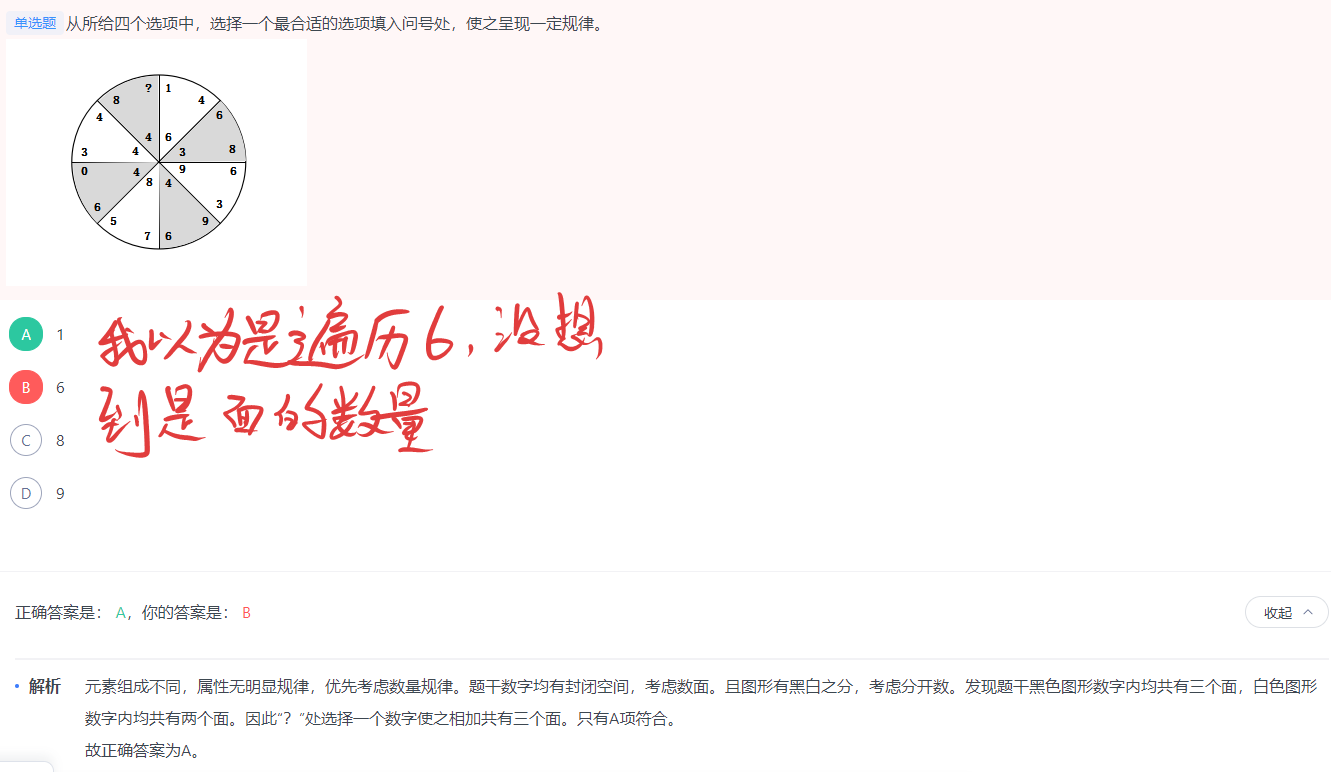 单选题 从所给四个选项中，选择一个最合适的选项填入问号处，使之呈现一定规律。
8 ? 1 4
4 6 8
4 6 3
3 4
0 4 9 6
8 4
6 3
5 9
7 6
A 1
B 6
C 8
D 9
我以为是遍历6，没想
到是面的数量
正确答案是： A，你的答案是： B
收起
解析 元素组成不同，属性无明显规律，优先考虑数量规律。题干数字均有封闭空间，考虑数面。且图形有黑白之分，考虑分开数。发现题干黑色图形数字内均共有三个面，白色图形
数字内均共有两个面。因此“？”处选择一个数字使之相加共有三个面。只有A项符合。
故正确答案为A。